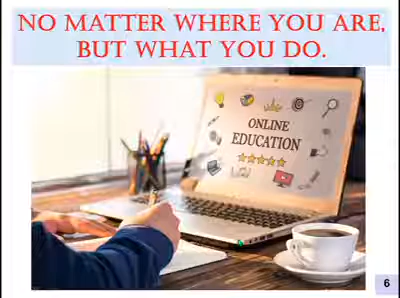 NO MATTER WHERE YOU ARE,
BUT WHAT YOU DO.
ONLINE
EDUCATION
6